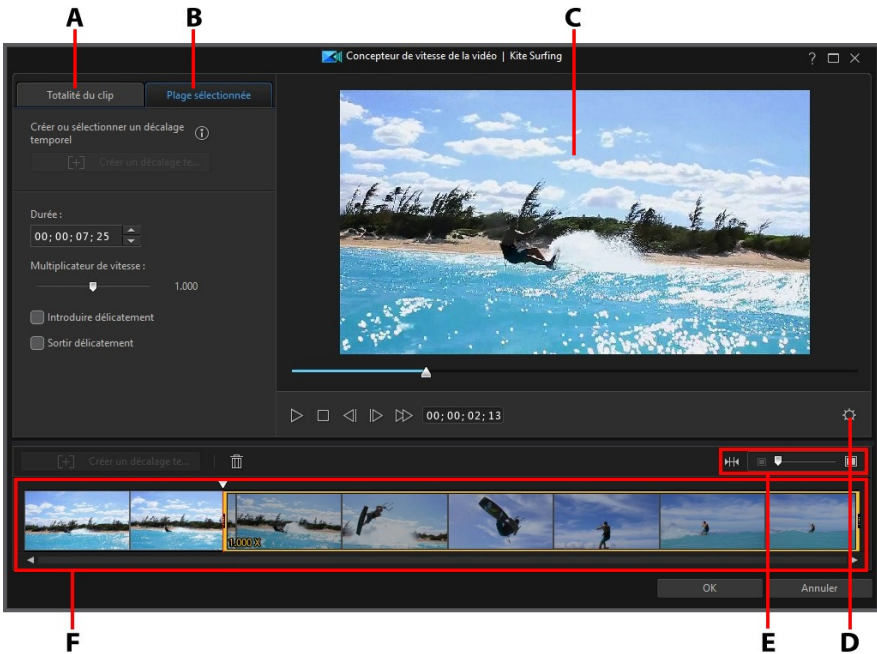 A
B
C
Concepteur de vitesse de la vidéo | Kite Surfing
?
Totalité du clip
Plage sélectionnée
Créer ou sélectionner un décalage
temporel
[+] Créer un décalage te...
Durée :
00; 00; 07; 25
Multiplicateur de vitesse :
1.000
Introduire délicatement
Sortir délicatement
00; 00; 02; 13
[+] Créer un décalage te...
1.000 X
OK
Annuler
F
E
D